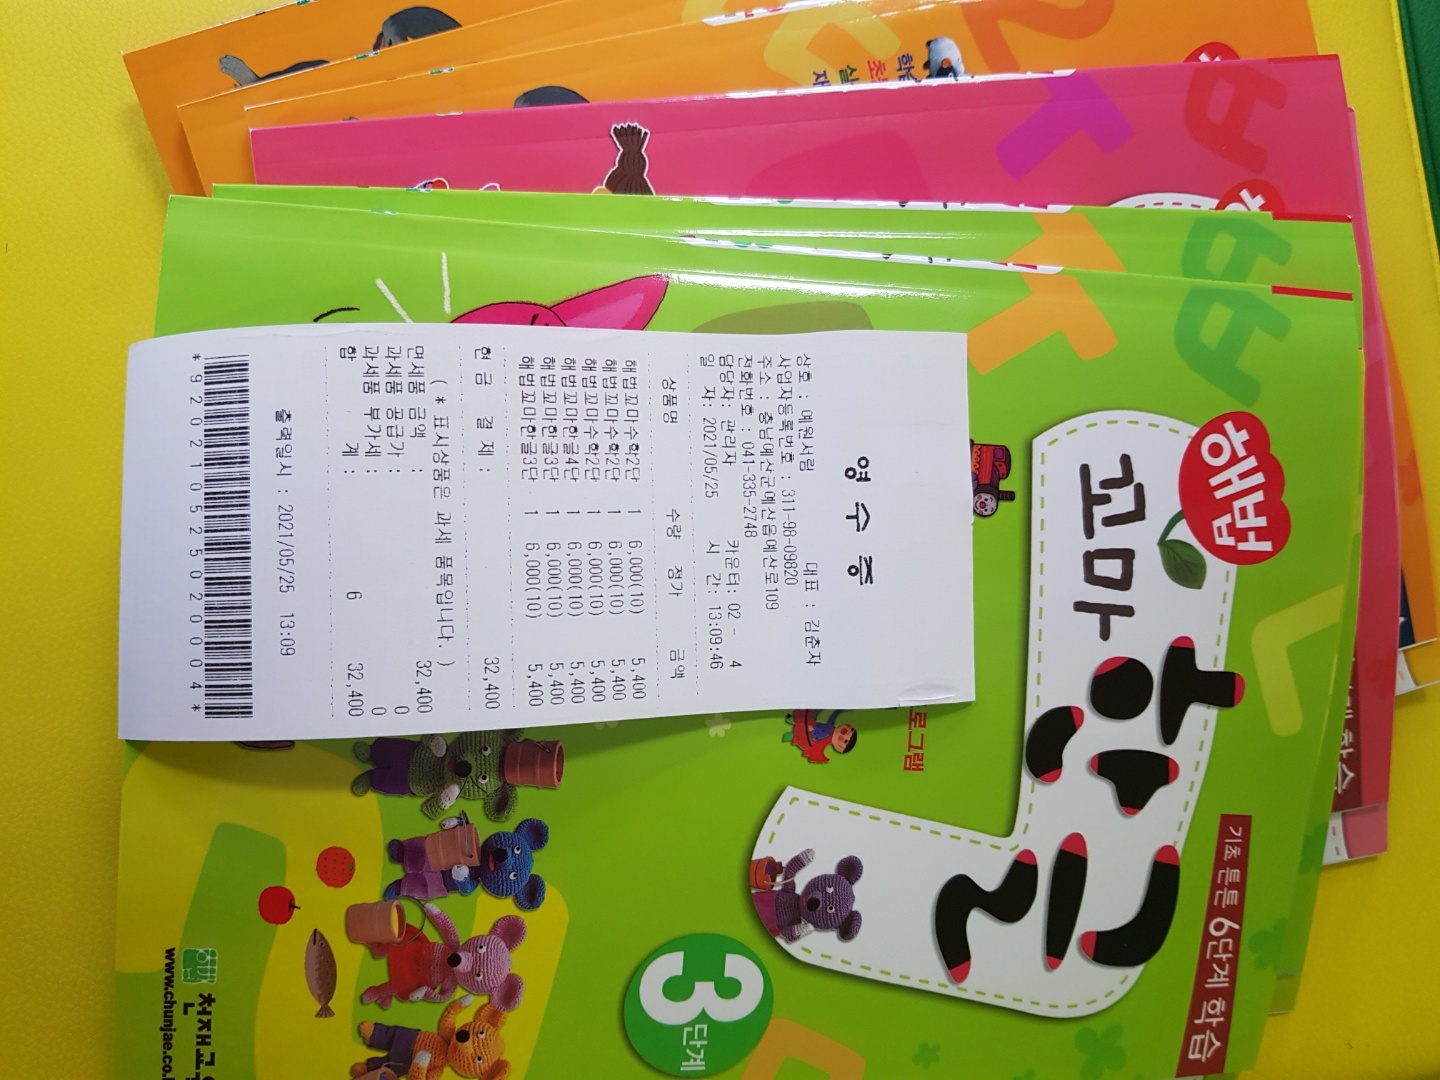 영 수 증
상호 : 예원서림 대표 : 김춘자
사업자등록번호 : 311-98-09820
주소 : 충남예산군예산읍예산로109
전화번호 : 041-335-2748
담당자: 관리자 카운터: 02 - 4
일 자: 2021/05/25 시 간: 13:09:46
상품명 수량 정가 금액
해법꼬마수학2단 1 6,000(10) 5,400
해법꼬마수학2단 1 6,000(10) 5,400
해법꼬마수학2단 1 6,000(10) 5,400
해법꼬마한글4단 1 6,000(10) 5,400
해법꼬마한글3단 1 6,000(10) 5,400
해법꼬마한글3단 1 6,000(10) 5,400
현 금 결 제 : 32,400
( * 표시상품은 과세 품목입니다. )
면세품 금액 : 32,400
과세품 공급가 : 0
과세품 부가세 : 0
합 계 : 6 32,400
출력일시 : 2021/05/25 13:09
*920210525020004*
기초 튼튼 6단계 학습
해법
꼬마
한글
로그램
3단계
해법 천재교
www.chunjae.co.